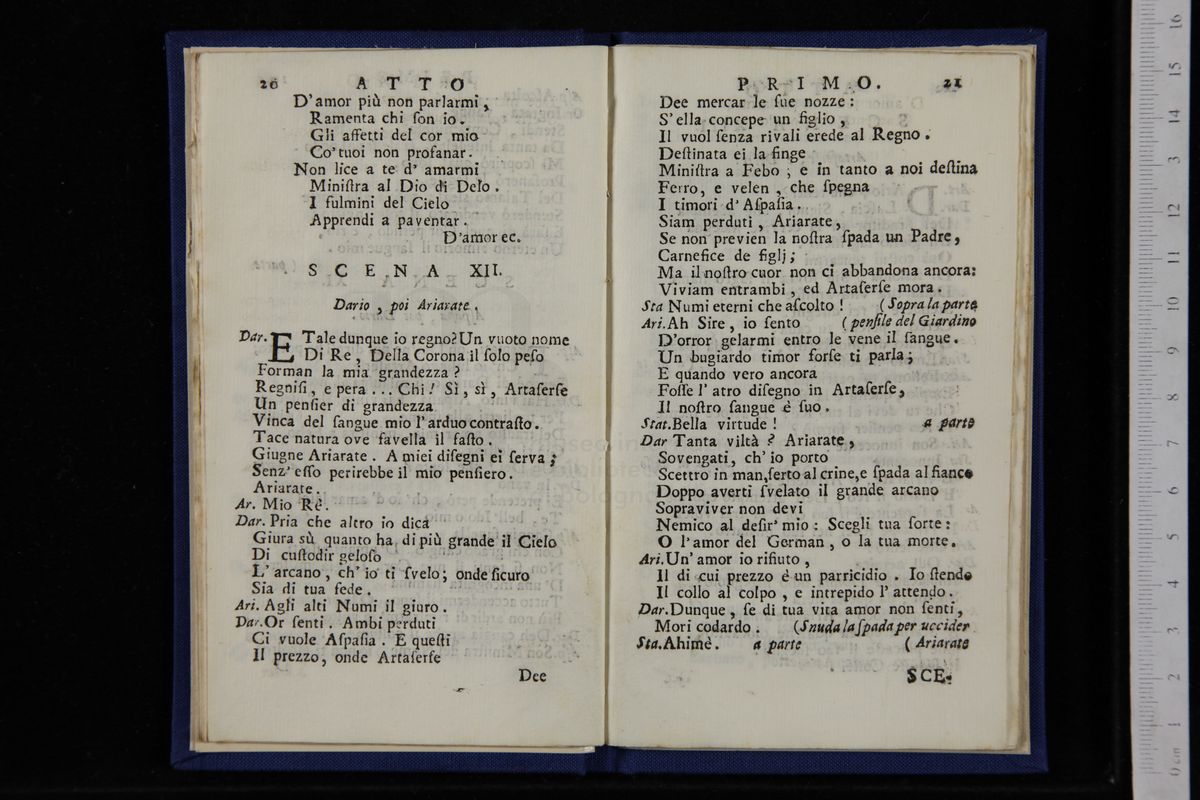 20 ATTO
D'amor più non parlarmi,
Ramenta chi ſon io.
Gli affetti del cor mio
Co'tuoi non profanar.
Non lice a te d' amarmi
Miniſtra al Dio di Delo.
I fulmini del Cielo
Apprendi a paventar.
D'amor ec.
SCENA XII.
Dario, poi Ariarate.
Dar. E Tale dunque io regno? Un vuoto nome
Di Re, Della Corona il ſolo peſo
Forman la mia grandezza?
Regniſi, e pera ... Chi! Sì, sì, Artaſerſe
Un penſier di grandezza
Vinca del ſangue mio l'arduo contraſto.
Tace natura ove favella il faſto.
Giugne Ariarate. A miei diſegni ei ſerva;
Senz' eſſo perirebbe il mio penſiero.
Ariarate.
Ar. Mio Rè.
Dar. Pria che altro io dica
Giura sù quanto ha di più grande il Cielo
Di cuſtodir geloſo
L' arcano, ch' io ti ſvelo; onde ſicuro
Sia di tua fede.
Ari. Agli alti Numi il giuro.
Dar. Or ſenti. Ambi perduti
Ci vuole Aſpaſia. E queſti
Il prezzo, onde Artaſerſe
Dee
PRIMO. 21
Dee mercar le ſue nozze:
S'ella concepe un figlio,
Il vuol ſenza rivali erede al Regno.
Deſtinata ei la finge
Miniſtra a Febo; e in tanto a noi deſtina
Ferro, e velen, che ſpegna
I timori d' Aſpaſia.
Siam perduti, Ariarate,
Se non previen la noſtra ſpada un Padre,
Carnefice de figlj;
Ma il noſtro cuor non ci abbandona ancora:
Viviam entrambi, ed Artaſerſe mora.
Sta Numi eterni che aſcolto! (Sopra la parte
Ari. Ah Sire, io ſento (penſile del Giardino
D'orror gelarmi entro le vene il ſangue.
Un bugiardo timor forſe ti parla;
E quando vero ancora
Foſſe l' atro diſegno in Artaſerſe,
Il noſtro ſangue è ſuo.
Stat. Bella virtude! a parte
Dar Tanta viltà? Ariarate,
Sovengati, ch' io porto
Scettro in man, ſerto al crine, e ſpada al fianco
Doppo averti ſvelato il grande arcano
Sopraviver non devi
Nemico al deſir' mio: Scegli tua ſorte:
O l'amor del German, o la tua morte.
Ari. Un' amor io rifiuto,
Il di cui prezzo è un parricidio. Io ſtendo
Il collo al colpo, e intrepido l' attendo.
Dar. Dunque, ſe di tua vita amor non ſenti,
Mori codardo. (Snuda la ſpada per uccider
Sta. Ahimè. a parte (Ariarate
SCE-